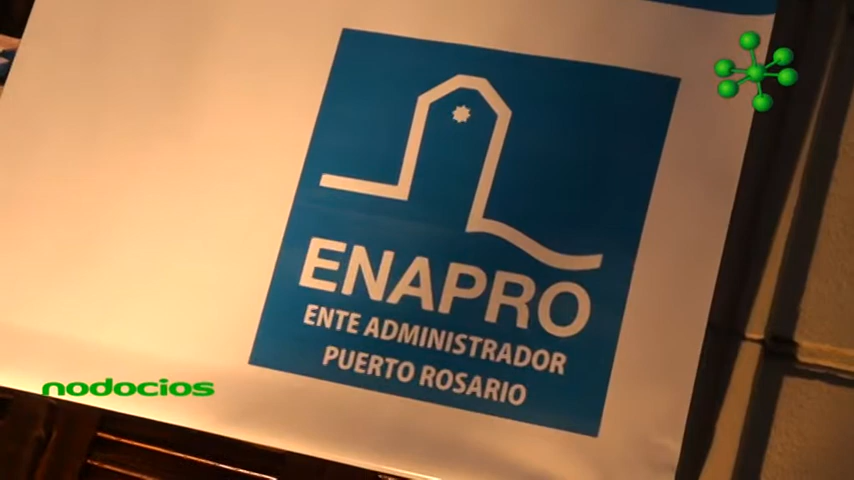 ENAPRO
ENTE ADMINISTRADOR
PUERTO ROSARIO
nodocios